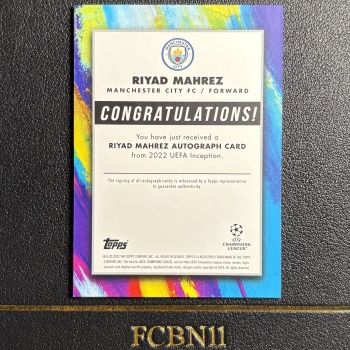 MANCHESTER
CITY
RIYAD MAHREZ
MANCHESTER CITY FC / FORWARD
CONGRATULATIONS!
You have just received a
RIYAD MAHREZ AUTOGRAPH CARD
from 2022 UEFA Inception.
The signing of all autograph cards is witnessed by a Topps representative
to guarantee authenticity.
Topps
CHAMPIONS
LEAGUE
FCBN11